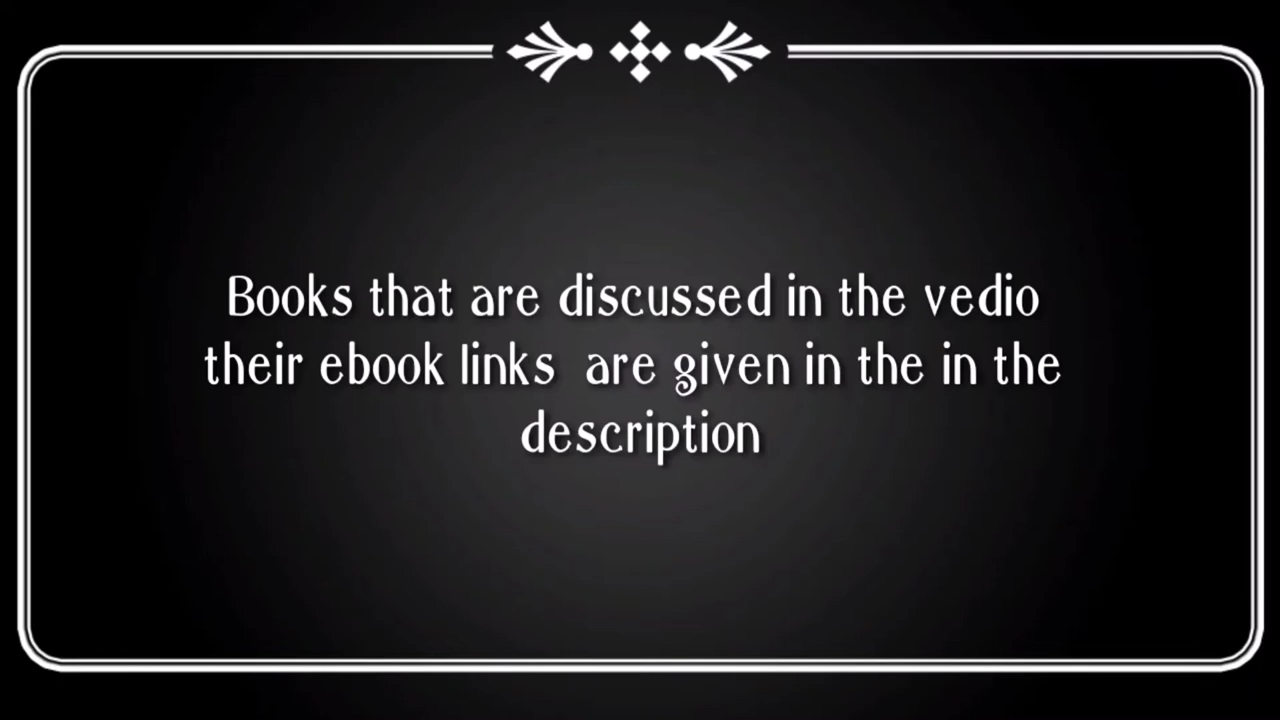 Books that are discussed in the vedio
their ebook links  are given in the in the
description